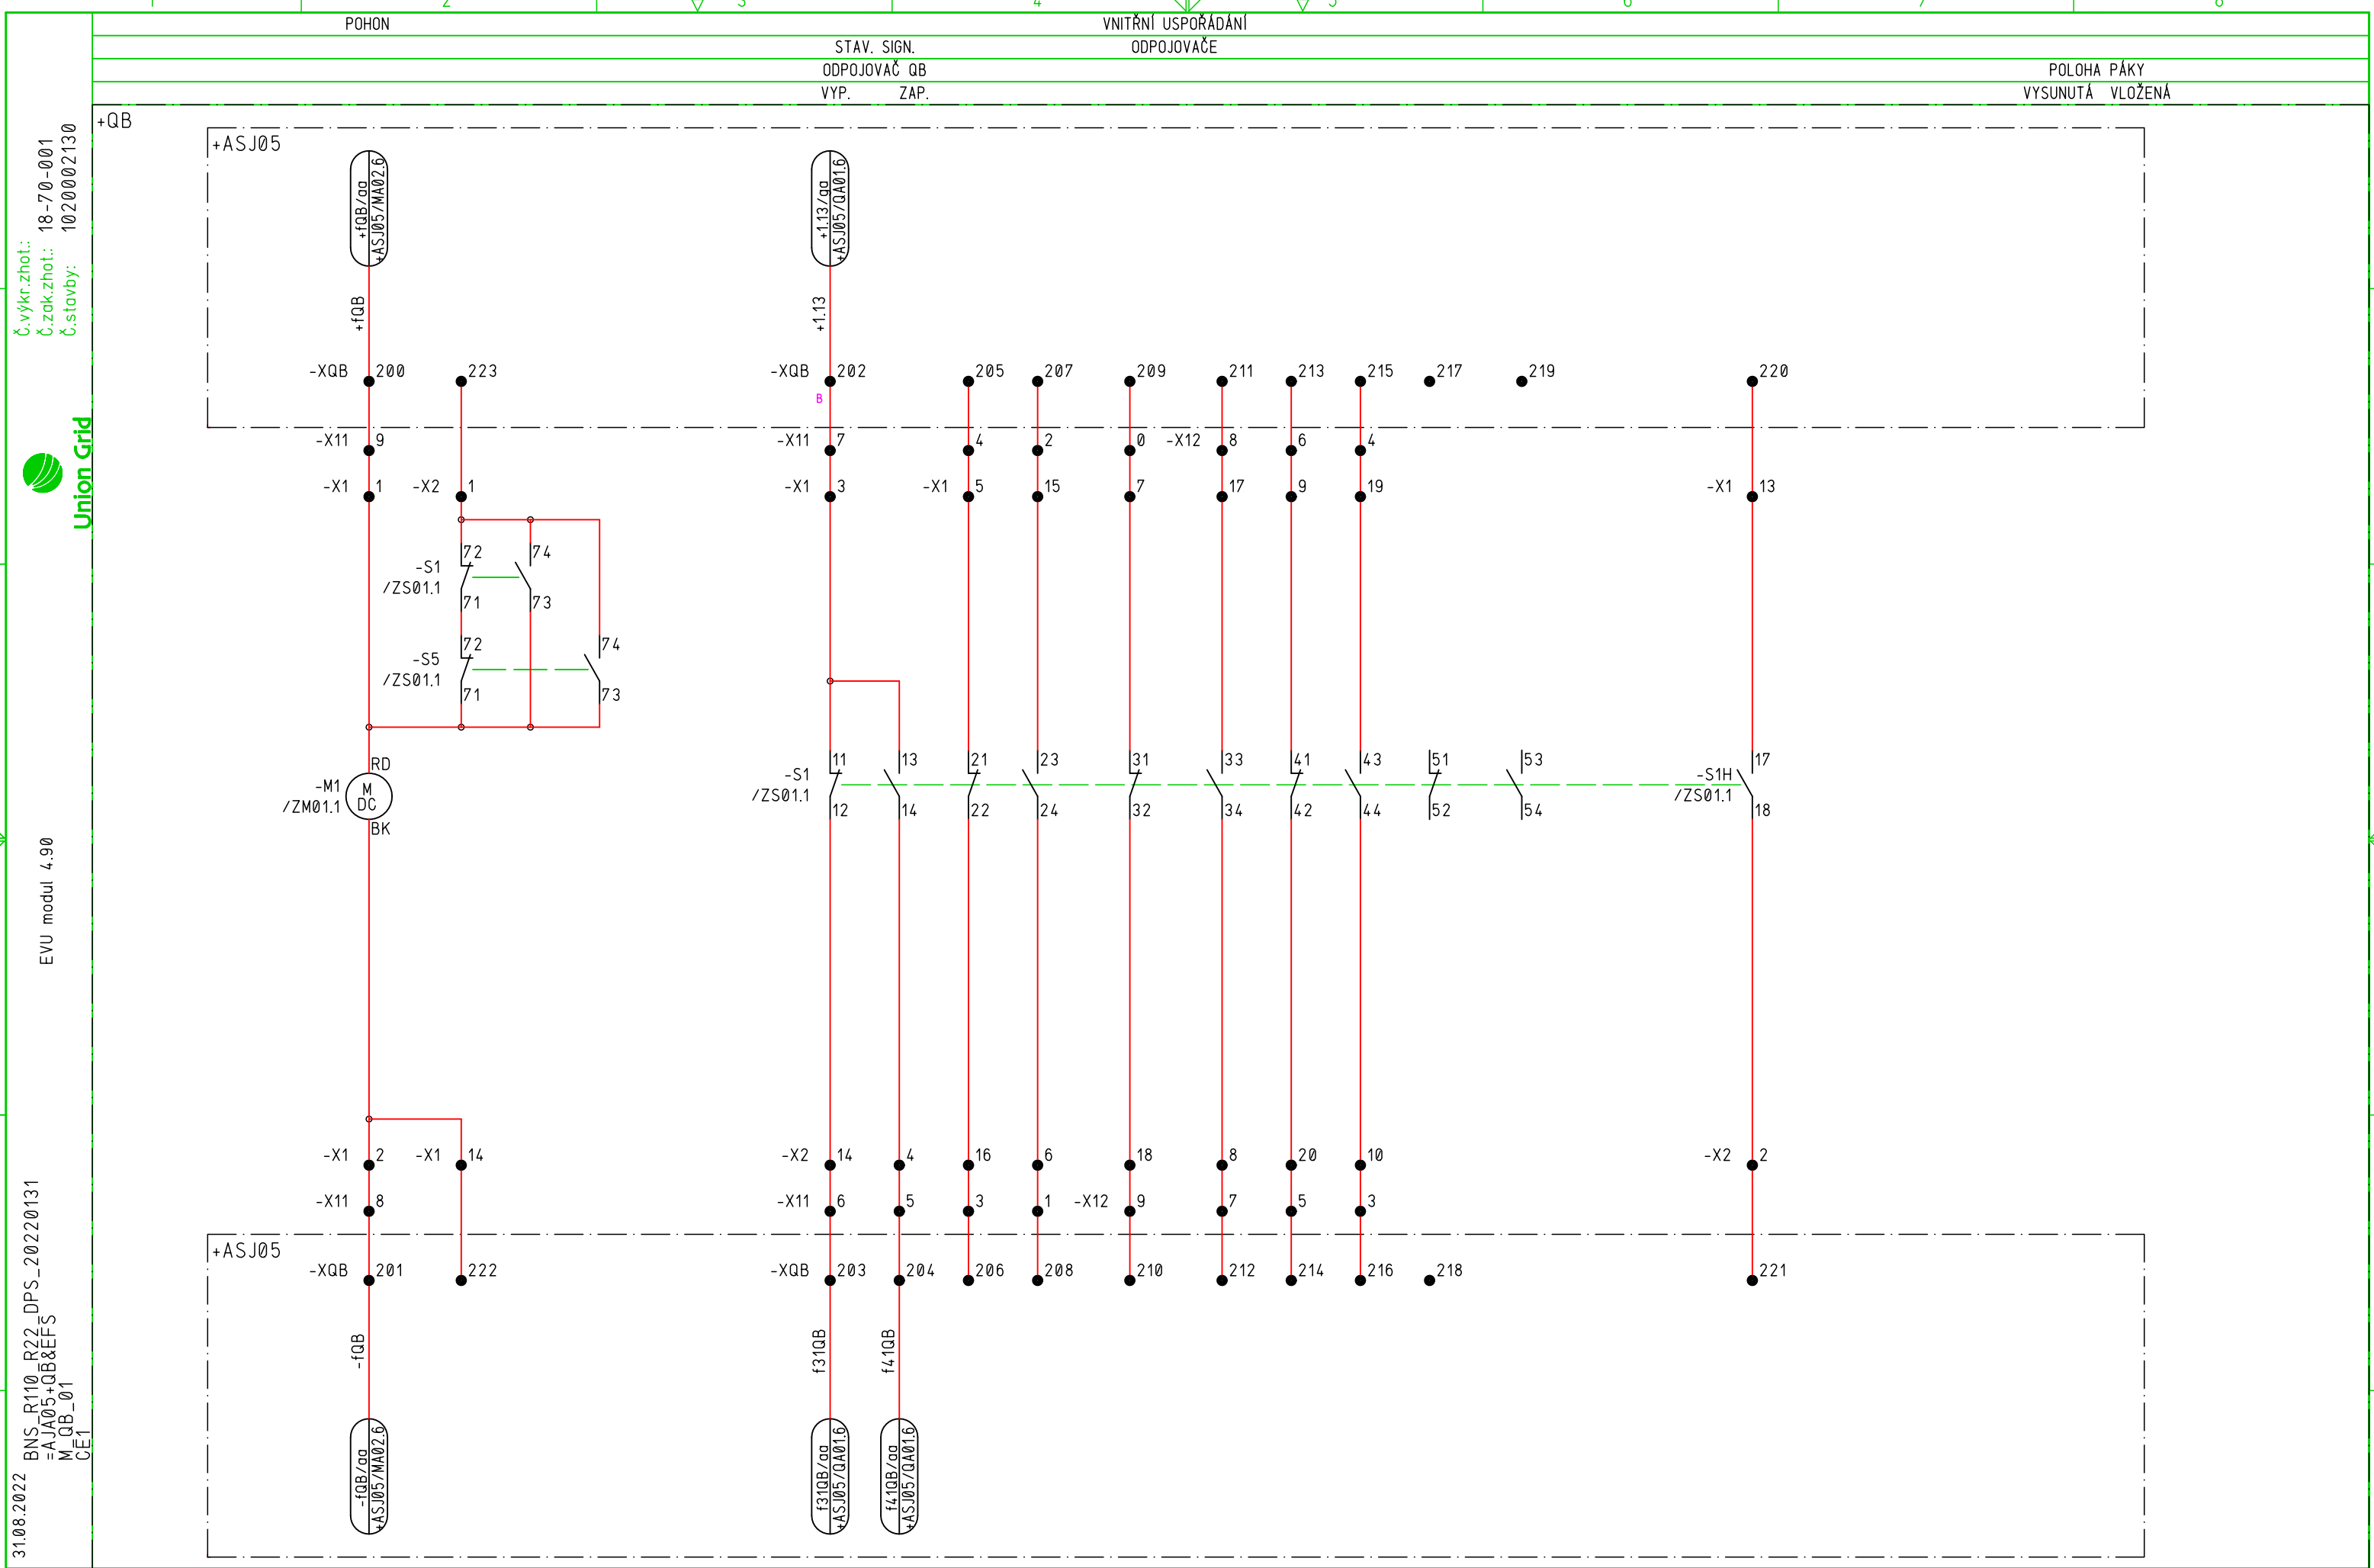 1 2 3 4 5 6 7 8
POHON VNITŘNÍ USPOŘÁDÁNÍ
STAV. SIGN. ODPOJOVAČE
ODPOJOVAČ QB POLOHA PÁKY
VYP. ZAP. VYSUNUTÁ VLOŽENÁ
+QB
+ASJ05
+fQB/aa
+ASJ05/MA02.6
+1.13/qa
+ASJ05/QA01.6
+fQB
+1.13
-XQB 200 223 -XQB 202 205 207 209 211 213 215 217 219 220
B
-X11 9 -X11 7 4 2 0 -X12 8 6 4
-X1 1 -X2 1 -X1 3 -X1 5 15 7 17 9 19 -X1 13
72 74
-S1
/ZS01.1
71 73
72 74
-S5
/ZS01.1
71 73
RD
-M1
/ZM01.1
M
DC
BK
11 13 21 23 31 33 41 43 51 53 17
-S1 -S1H
/ZS01.1 /ZS01.1
12 14 22 24 32 34 42 44 52 54 18
-X1 2 -X1 14 -X2 14 4 16 6 18 8 20 10 -X2 2
-X11 8 -X11 6 5 3 1 -X12 9 7 5 3
+ASJ05
-XQB 201 222 -XQB 203 204 206 208 210 212 214 216 218 221
-fQB
f31QB
f41QB
-fQB/aa
+ASJ05/MA02.6
f31QB/aa
+ASJ05/QA01.6
f41QB/aa
+ASJ05/QA01.6
Č.výkr.zhot.:
Č.zak.zhot.: 18-70-001
Č.stavby: 1020002130
Union Grid
EVU modul 4.90
BNS_R110_R22_DPS_20220131
=AJA05+QB&EFS
M_QB_01
CE1
31.08.2022